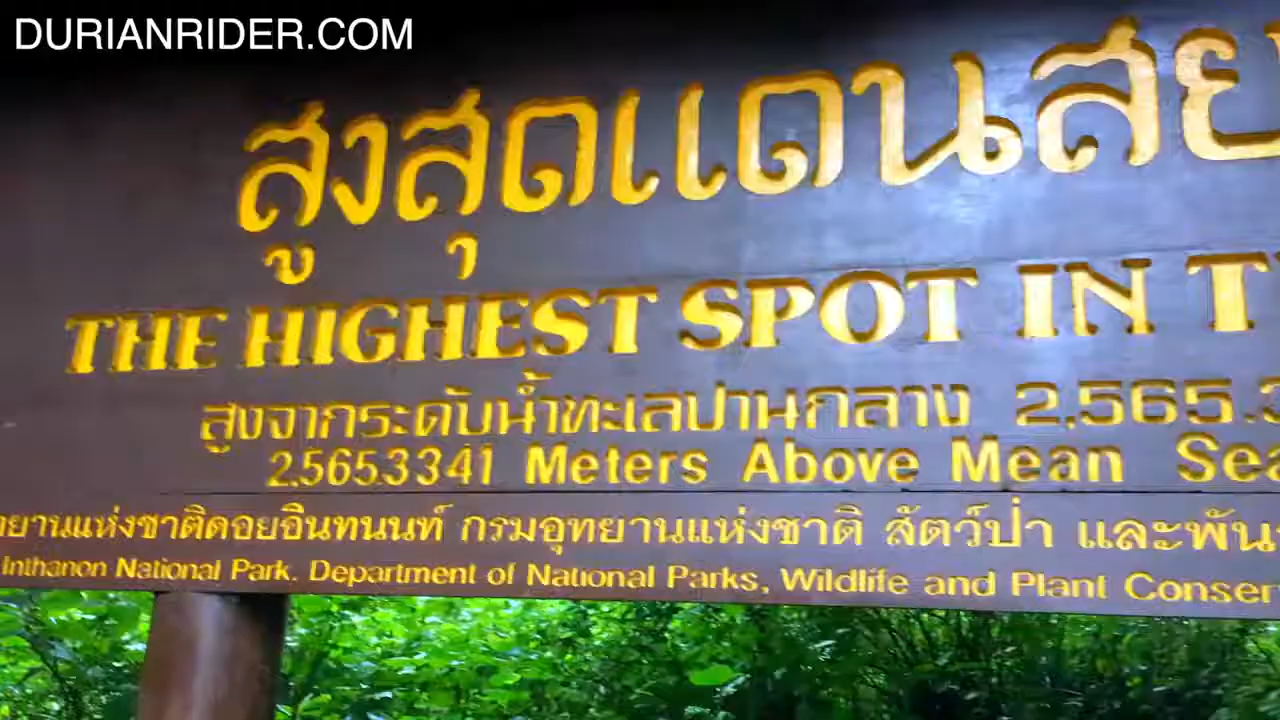 DURIANRIDER.COM
สูงสุดแดนสย
THE HIGHEST SPOT IN T
สูงจากระดับน้ำทะเลปานกลาง 2,565.3
2,565.3341 Meters Above Mean Sea
ทยานแห่งชาติดอยอินทนนท์ กรมอุทยานแห่งชาติ สัตว์ป่า และพัน
Inthanon National Park. Department of National Parks, Wildlife and Plant Conser